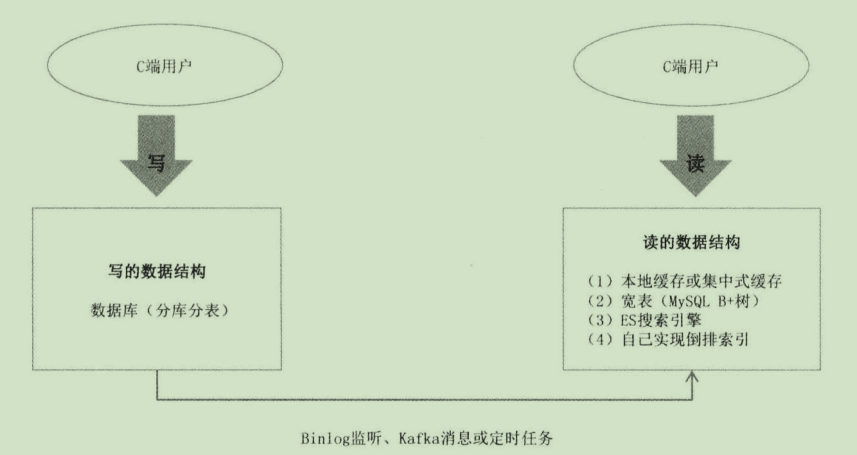 C端用户
写
写的数据结构
数据库（分库分表）
C端用户
读
读的数据结构
（1）本地缓存或集中式缓存
（2）宽表（MySQL B+树）
（3）ES搜索引擎
（4）自己实现倒排索引
Binlog监听、Kafka消息或定时任务